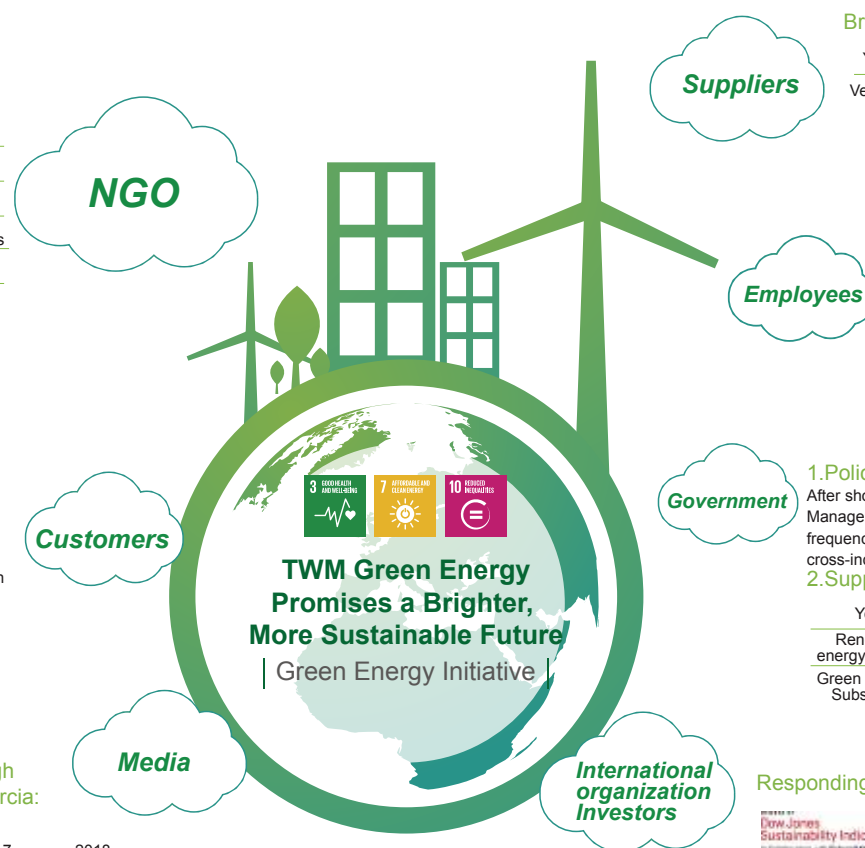 Suppliers
NGO
Employees
3 GOOD HEALTH
AND WELL-BEING
7 AFFORDABLE AND
CLEAN ENERGY
10 REDUCED
INEQUALITIES
TWM Green Energy
Promises a Brighter,
More Sustainable Future
Green Energy Initiative
Government
Customers
Media
International
organization
Investors
Br
Y
Ve
s
1.Polic
After sho
Manage
frequenc
cross-ind
2.Supp
Ye
Ren
energy
Green
Subs
n
gh
rcia:
7
2018
Responding
Dow Jones
Sustainability Indic